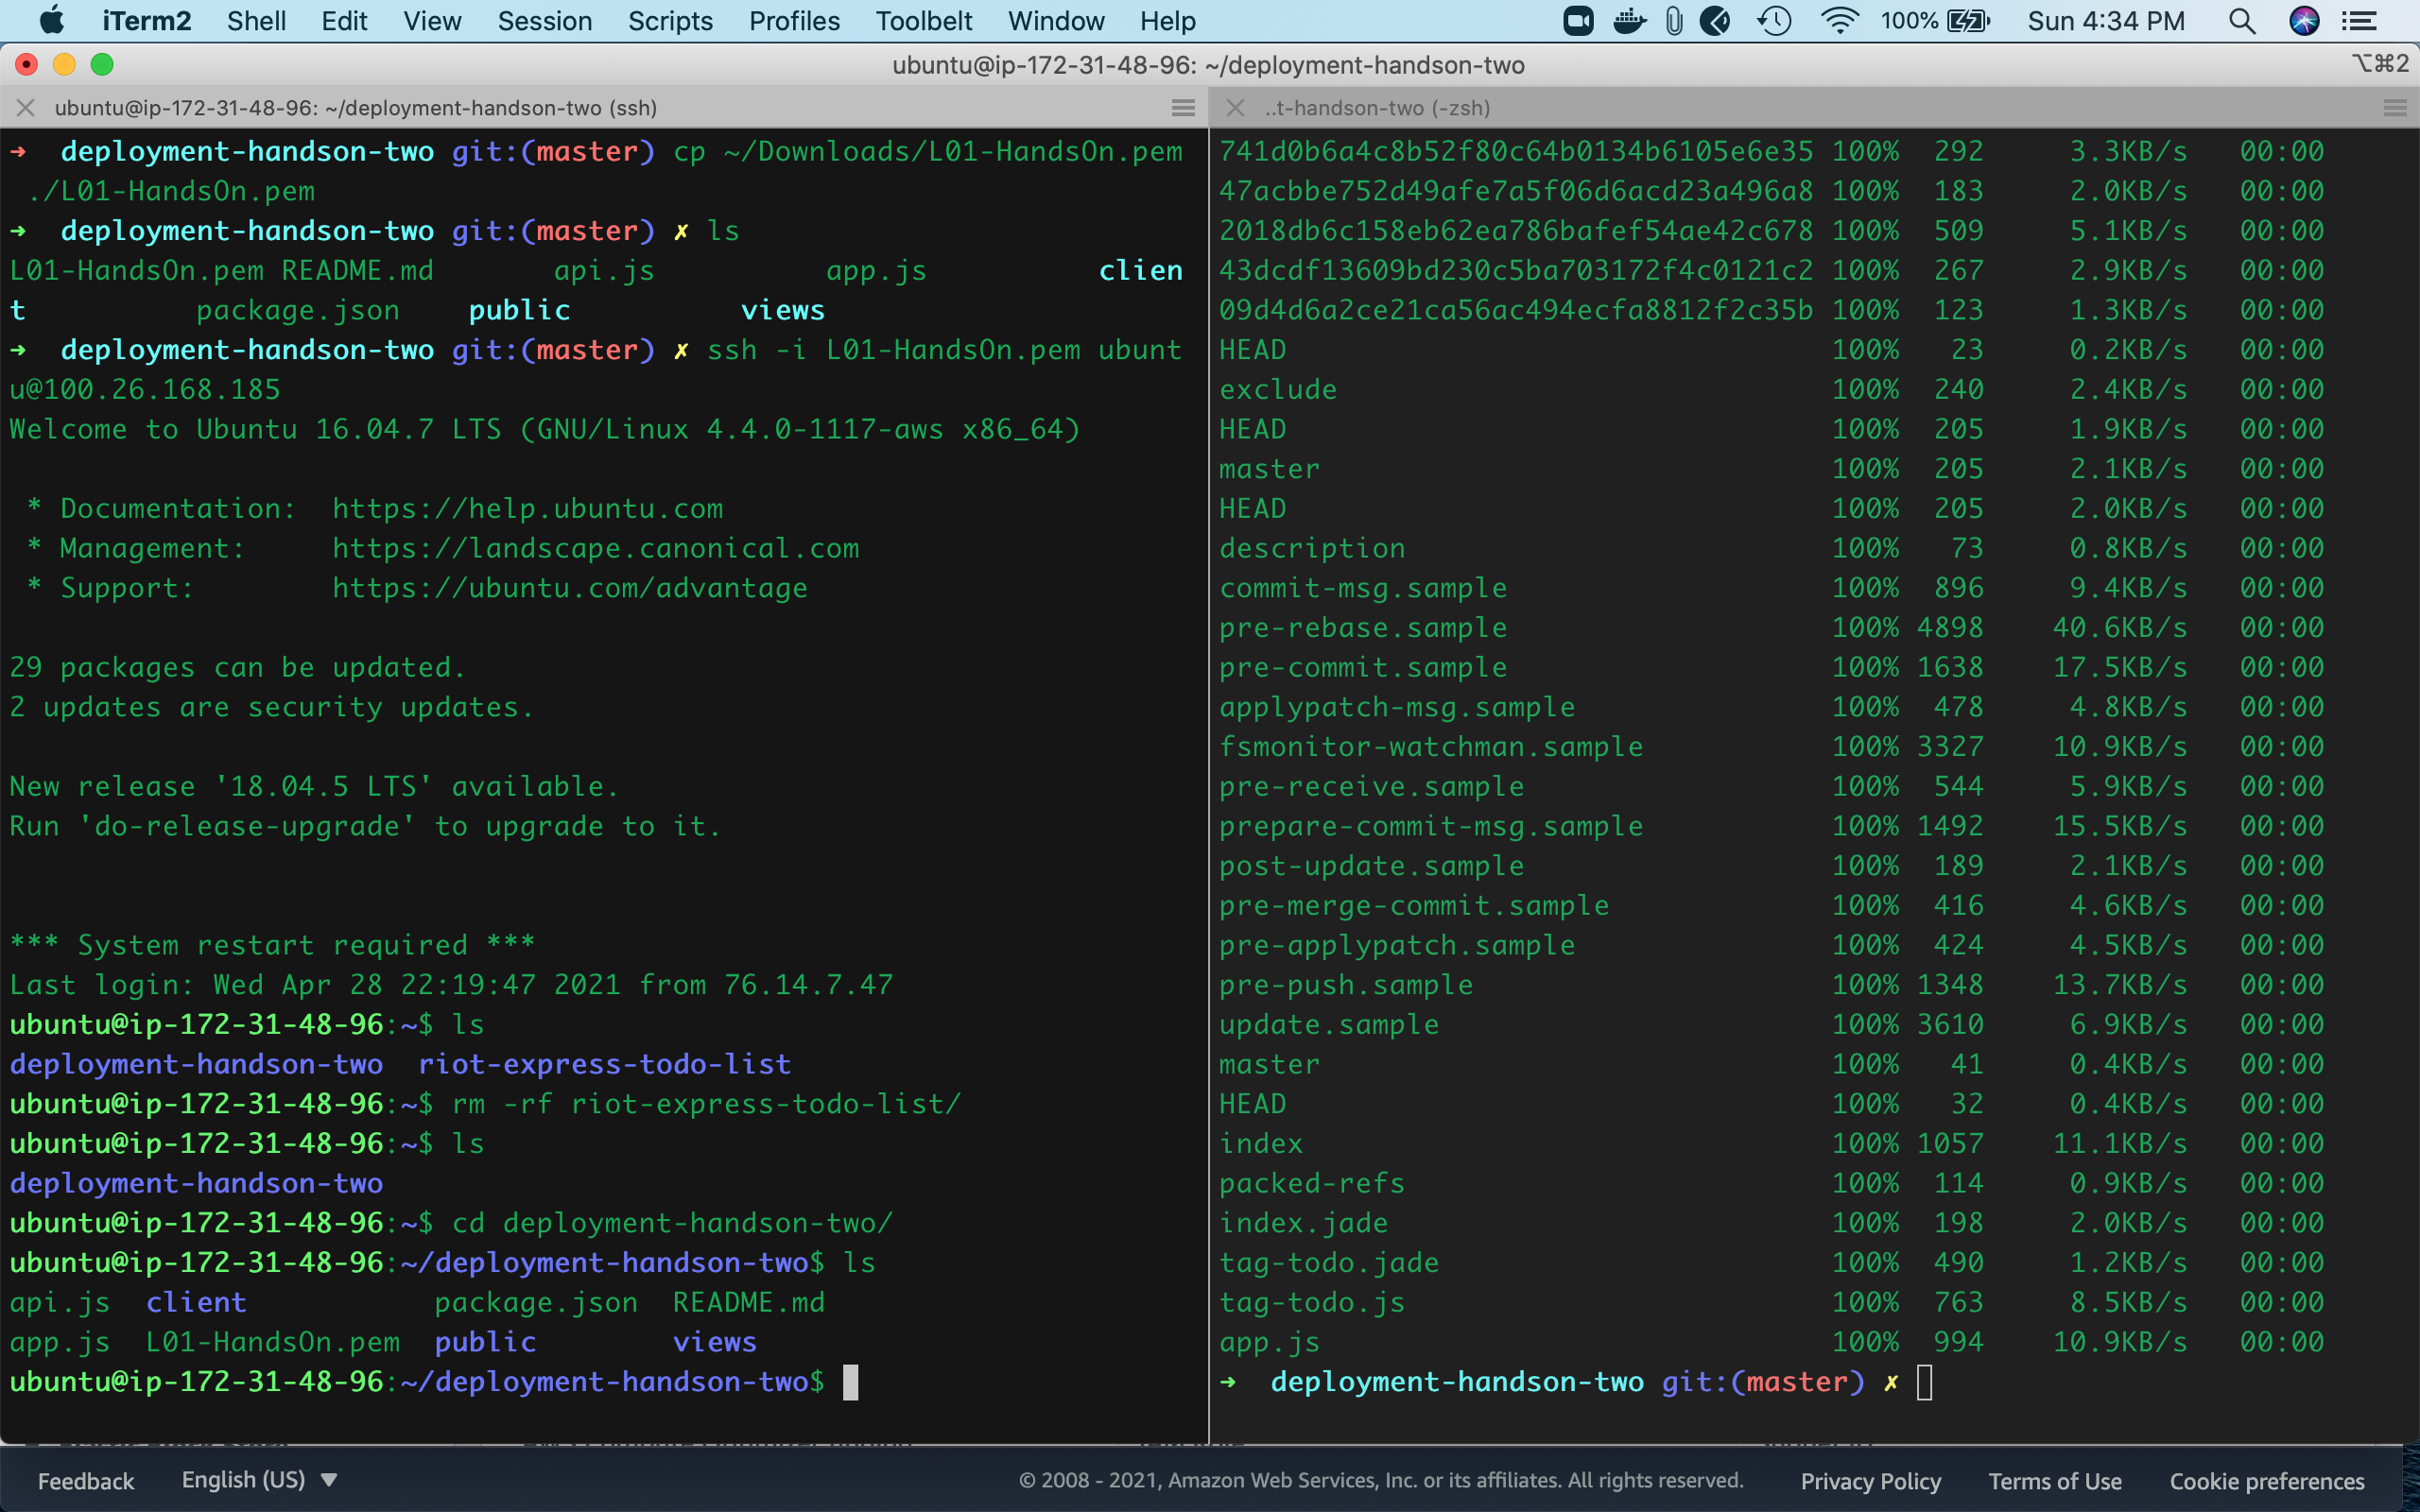 iTerm2 Shell Edit View Session Scripts Profiles Toolbelt Window Help 100% Sun 4:34 PM
ubuntu@ip-172-31-48-96: ~/deployment-handson-two ⌥⌘2
ubuntu@ip-172-31-48-96: ~/deployment-handson-two (ssh)
➜ deployment-handson-two git:(master) cp ~/Downloads/L01-HandsOn.pem
./L01-HandsOn.pem
➜ deployment-handson-two git:(master) ✗ ls
L01-HandsOn.pem README.md api.js app.js clien
t package.json public views
➜ deployment-handson-two git:(master) ✗ ssh -i L01-HandsOn.pem ubunt
u@100.26.168.185
Welcome to Ubuntu 16.04.7 LTS (GNU/Linux 4.4.0-1117-aws x86_64)
* Documentation: https://help.ubuntu.com
* Management: https://landscape.canonical.com
* Support: https://ubuntu.com/advantage
29 packages can be updated.
2 updates are security updates.
New release '18.04.5 LTS' available.
Run 'do-release-upgrade' to upgrade to it.
*** System restart required ***
Last login: Wed Apr 28 22:19:47 2021 from 76.14.7.47
ubuntu@ip-172-31-48-96:~$ ls
deployment-handson-two riot-express-todo-list
ubuntu@ip-172-31-48-96:~$ rm -rf riot-express-todo-list/
ubuntu@ip-172-31-48-96:~$ ls
deployment-handson-two
ubuntu@ip-172-31-48-96:~$ cd deployment-handson-two/
ubuntu@ip-172-31-48-96:~/deployment-handson-two$ ls
api.js client package.json README.md
app.js L01-HandsOn.pem public views
ubuntu@ip-172-31-48-96:~/deployment-handson-two$
..t-handson-two (-zsh)
741d0b6a4c8b52f80c64b0134b6105e6e35 100% 292 3.3KB/s 00:00
47acbbe752d49afe7a5f06d6acd23a496a8 100% 183 2.0KB/s 00:00
2018db6c158eb62ea786bafef54ae42c678 100% 509 5.1KB/s 00:00
43dcdf13609bd230c5ba703172f4c0121c2 100% 267 2.9KB/s 00:00
09d4d6a2ce21ca56ac494ecfa8812f2c35b 100% 123 1.3KB/s 00:00
HEAD 100% 23 0.2KB/s 00:00
exclude 100% 240 2.4KB/s 00:00
HEAD 100% 205 1.9KB/s 00:00
master 100% 205 2.1KB/s 00:00
HEAD 100% 205 2.0KB/s 00:00
description 100% 73 0.8KB/s 00:00
commit-msg.sample 100% 896 9.4KB/s 00:00
pre-rebase.sample 100% 4898 40.6KB/s 00:00
pre-commit.sample 100% 1638 17.5KB/s 00:00
applypatch-msg.sample 100% 478 4.8KB/s 00:00
fsmonitor-watchman.sample 100% 3327 10.9KB/s 00:00
pre-receive.sample 100% 544 5.9KB/s 00:00
prepare-commit-msg.sample 100% 1492 15.5KB/s 00:00
post-update.sample 100% 189 2.1KB/s 00:00
pre-merge-commit.sample 100% 416 4.6KB/s 00:00
pre-applypatch.sample 100% 424 4.5KB/s 00:00
pre-push.sample 100% 1348 13.7KB/s 00:00
update.sample 100% 3610 6.9KB/s 00:00
master 100% 41 0.4KB/s 00:00
HEAD 100% 32 0.4KB/s 00:00
index 100% 1057 11.1KB/s 00:00
packed-refs 100% 114 0.9KB/s 00:00
index.jade 100% 198 2.0KB/s 00:00
tag-todo.jade 100% 490 1.2KB/s 00:00
tag-todo.js 100% 763 8.5KB/s 00:00
app.js 100% 994 10.9KB/s 00:00
➜ deployment-handson-two git:(master) ✗
Feedback English (US) © 2008 - 2021, Amazon Web Services, Inc. or its affiliates. All rights reserved. Privacy Policy Terms of Use Cookie preferences